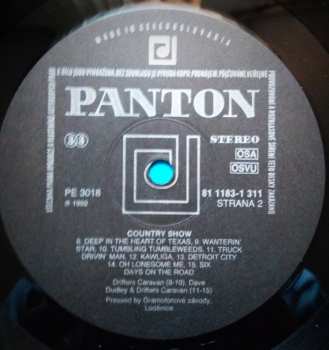 MADE IN CZECHOSLOVAKIA
PANTON
33
STEREO
OSA
OSVU
PE 3018
℗ 1992
81 1183-1 311
STRANA 2
COUNTRY SHOW
8. DEEP IN THE HEART OF TEXAS, 9. WANTERIN'
STAR, 10. TUMBLING TUMBLEWEEDS, 11. TRUCK
DRIVIN' MAN, 12. KAWLIGA, 13. DETROIT CITY
14. OH LONESOME ME, 15. SIX
DAYS ON THE ROAD
Drifters Caravan (8-10), Dave
Dudley & Drifters Caravan (11-15)
Pressed by Gramofonové závody,
Loděnice